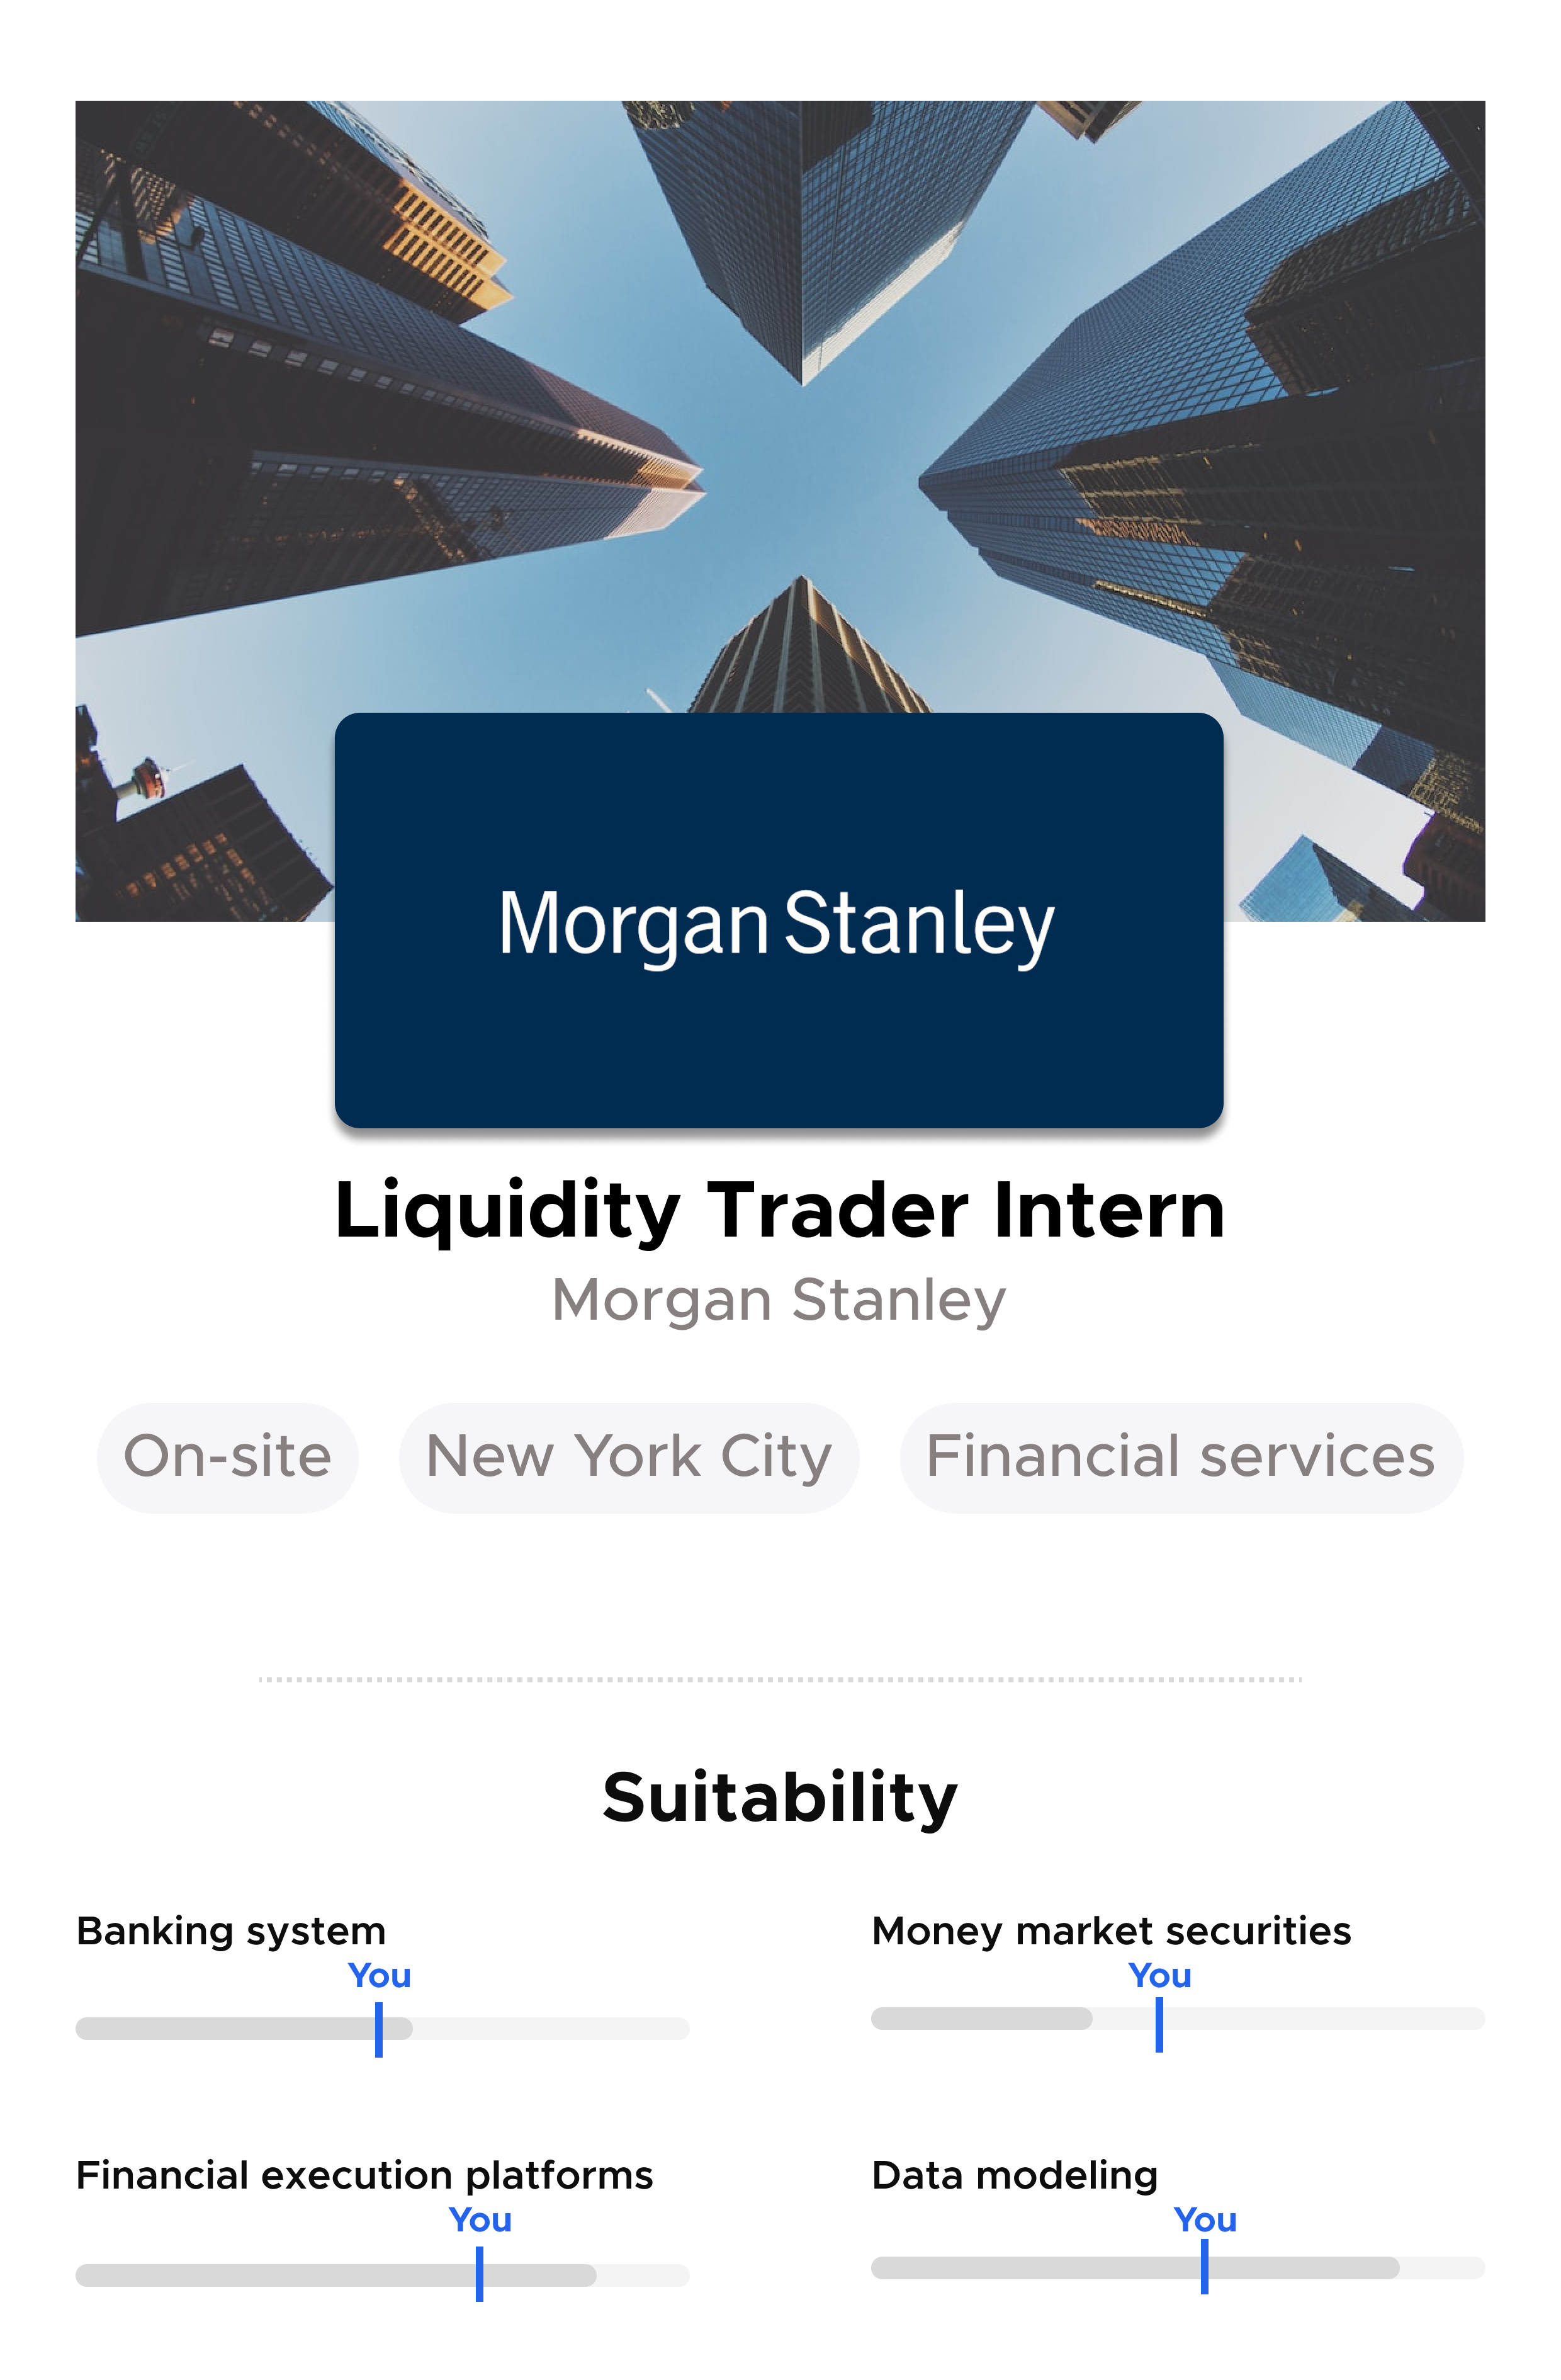 Morgan Stanley
Liquidity Trader Intern
Morgan Stanley
On-site New York City Financial services
Suitability
Banking system
You
Money market securities
You
Financial execution platforms
You
Data modeling
You